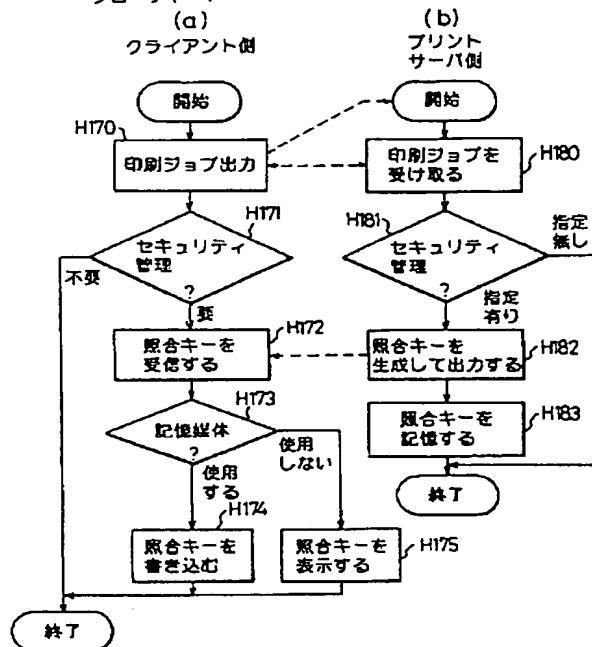 (a)
クライアント側
(b)
プリント
サーバ側
開始
開始
H170
印刷ジョブ出力
印刷ジョブを
受け取る
H180
H171
セキュリティ
管理
?
不要
要
H181
セキュリティ
管理
?
指定
無し
指定
有り
H172
照合キーを
受信する
照合キーを
生成して出力する
H182
H173
記憶媒体
?
使用
する
使用
しない
照合キーを
記憶する
H183
終了
H174
照合キーを
書き込む
照合キーを
表示する
H175
終了